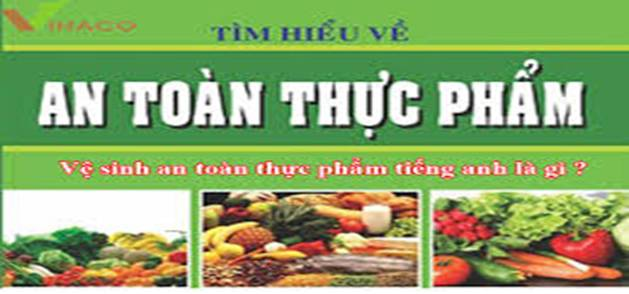 VINACO
TÌM HIỂU VỀ
AN TOÀN THỰC PHẨM
Vệ sinh an toàn thực phẩm tiếng anh là gì ?